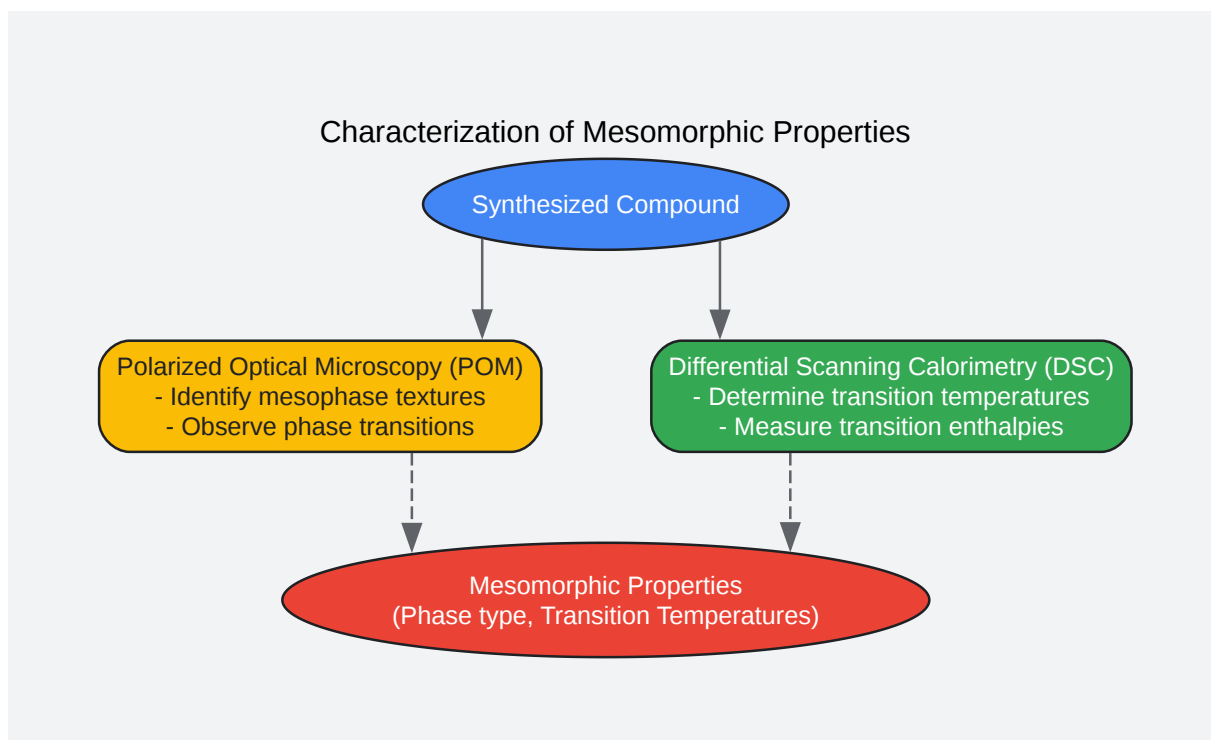 Characterization of Mesomorphic Properties
Synthesized Compound
Polarized Optical Microscopy (POM)
- Identify mesophase textures
- Observe phase transitions
Differential Scanning Calorimetry (DSC)
- Determine transition temperatures
- Measure transition enthalpies
Mesomorphic Properties
(Phase type, Transition Temperatures)